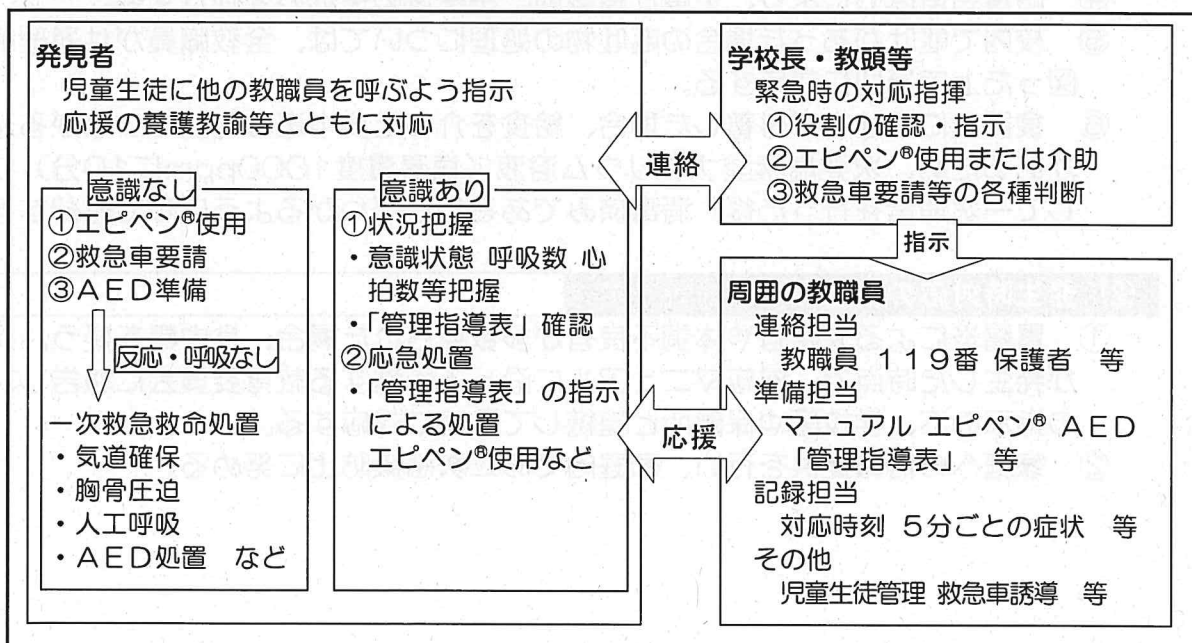 発見者
児童生徒に他の教職員を呼ぶよう指示
応援の養護教諭等とともに対応
意識なし
①エピペン®使用
②救急車要請
③ＡＥＤ準備
反応・呼吸なし
一次救急救命処置
・気道確保
・胸骨圧迫
・人工呼吸
・ＡＥＤ処置　など
意識あり
①状況把握
・意識状態 呼吸数 心
拍数等把握
・「管理指導表」確認
②応急処置
・「管理指導表」の指示
による処置
エピペン®使用など
連絡
応援
学校長・教頭等
緊急時の対応指揮
①役割の確認・指示
②エピペン®使用または介助
③救急車要請等の各種判断
指示
周囲の教職員
連絡担当
教職員 １１９番 保護者　等
準備担当
マニュアル エピペン® ＡＥＤ
「管理指導表」　等
記録担当
対応時刻 ５分ごとの症状　等
その他
児童生徒管理 救急車誘導　等